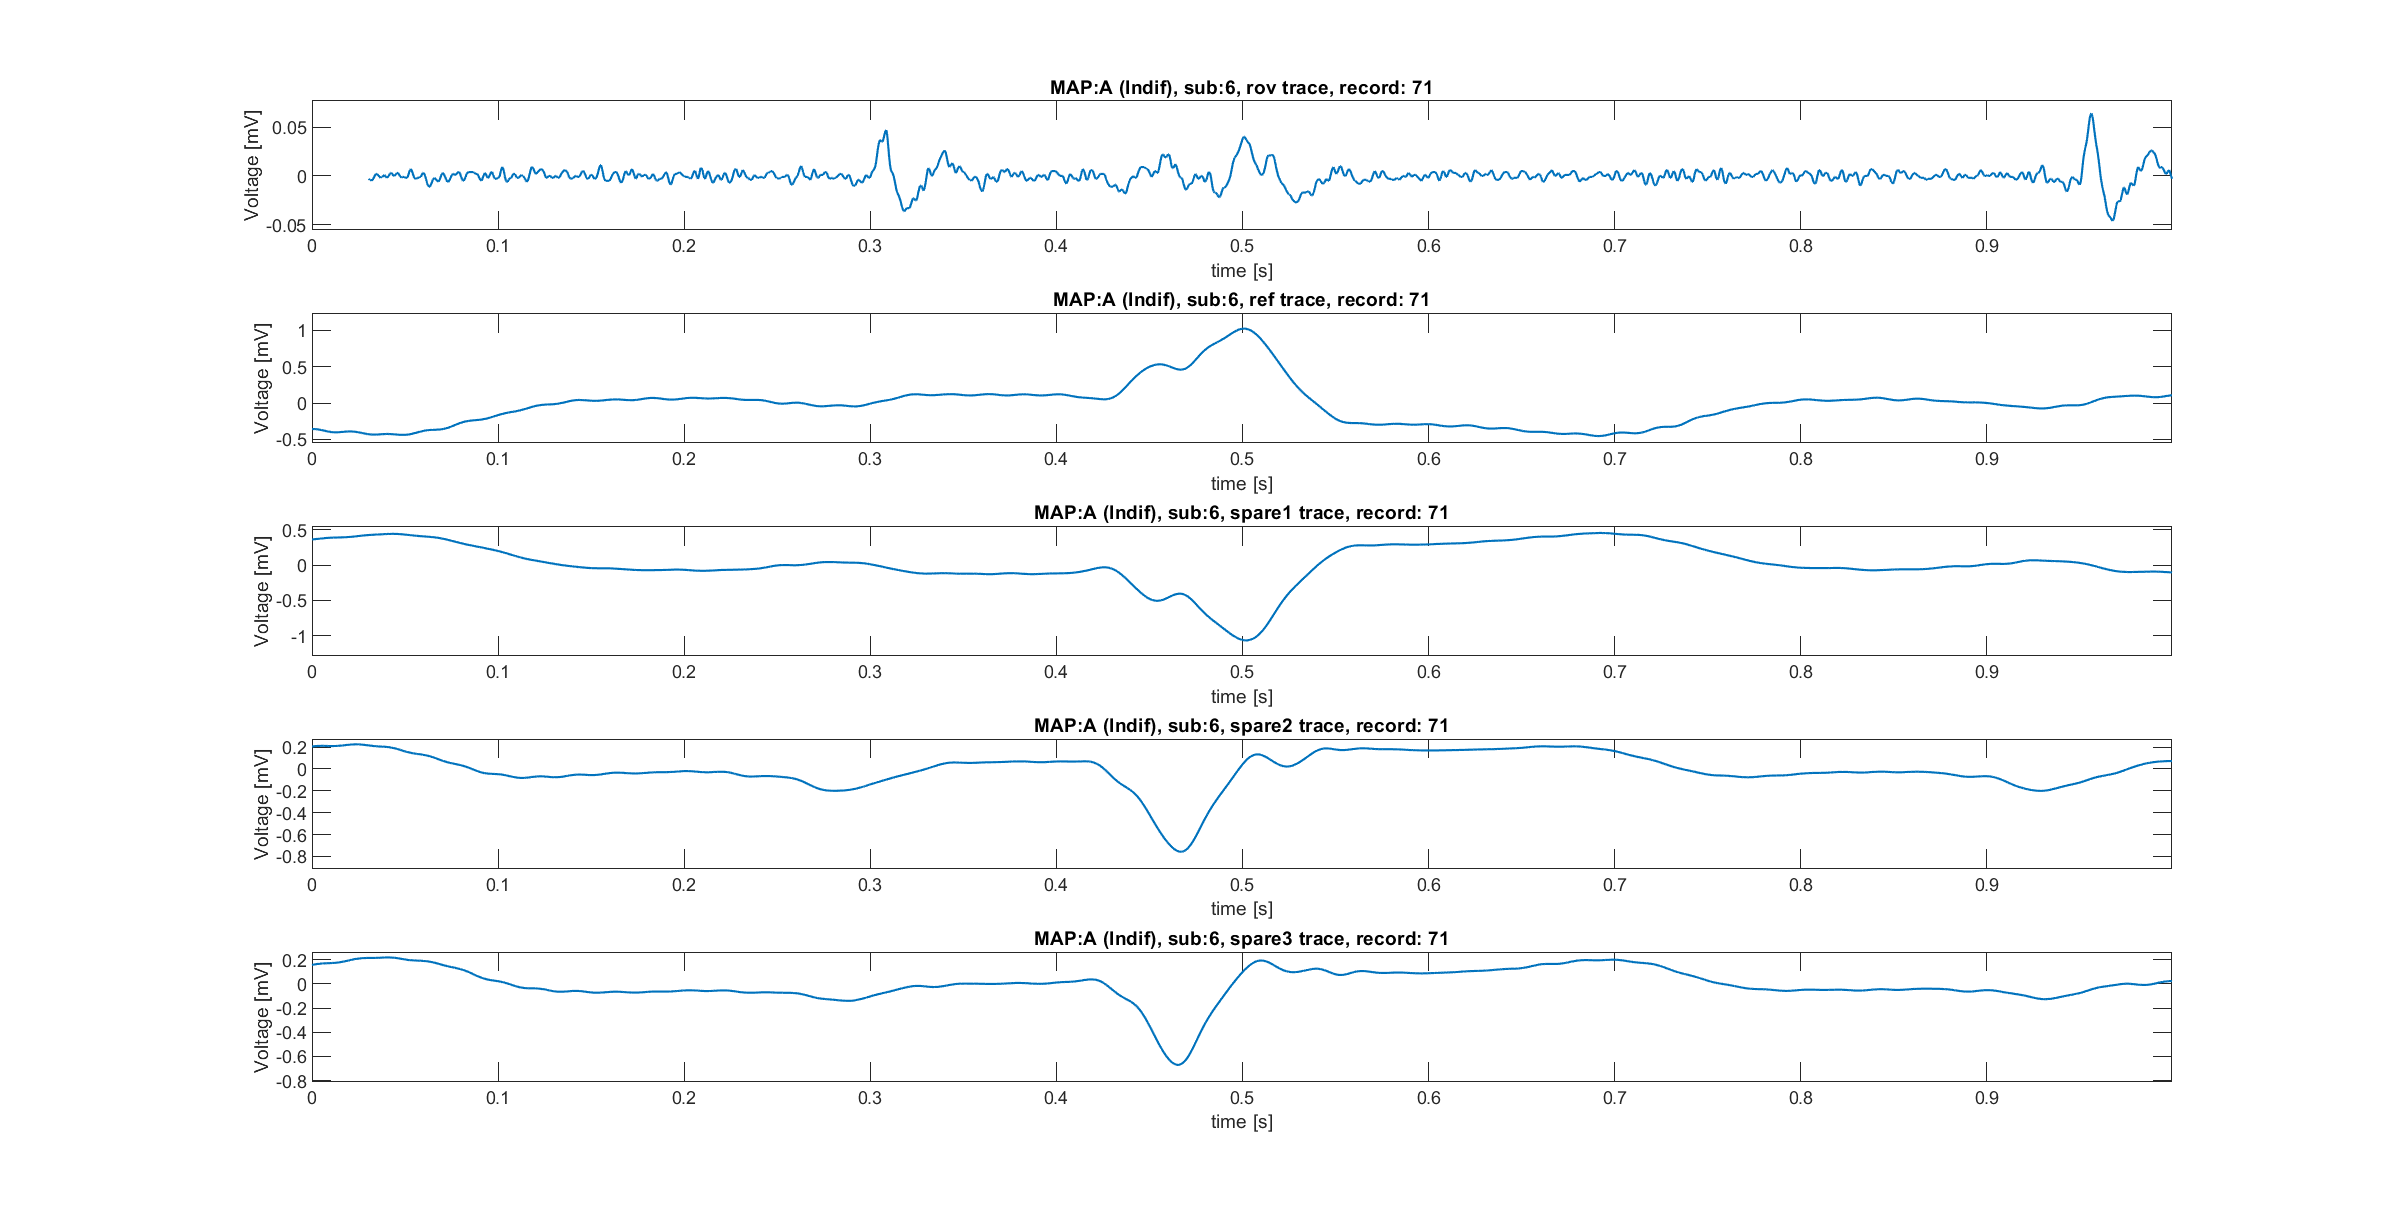 MAP:A (Indif), sub:6, rov trace, record: 71
Voltage [mV]
0.05
0
-0.05
0 0.1 0.2 0.3 0.4 0.5 0.6 0.7 0.8 0.9
time [s]
MAP:A (Indif), sub:6, ref trace, record: 71
Voltage [mV]
1
0.5
0
-0.5
0 0.1 0.2 0.3 0.4 0.5 0.6 0.7 0.8 0.9
time [s]
MAP:A (Indif), sub:6, spare1 trace, record: 71
Voltage [mV]
0.5
0
-0.5
-1
0 0.1 0.2 0.3 0.4 0.5 0.6 0.7 0.8 0.9
time [s]
MAP:A (Indif), sub:6, spare2 trace, record: 71
Voltage [mV]
0.2
0
-0.2
-0.4
-0.6
-0.8
0 0.1 0.2 0.3 0.4 0.5 0.6 0.7 0.8 0.9
time [s]
MAP:A (Indif), sub:6, spare3 trace, record: 71
Voltage [mV]
0.2
0
-0.2
-0.4
-0.6
-0.8
0 0.1 0.2 0.3 0.4 0.5 0.6 0.7 0.8 0.9
time [s]